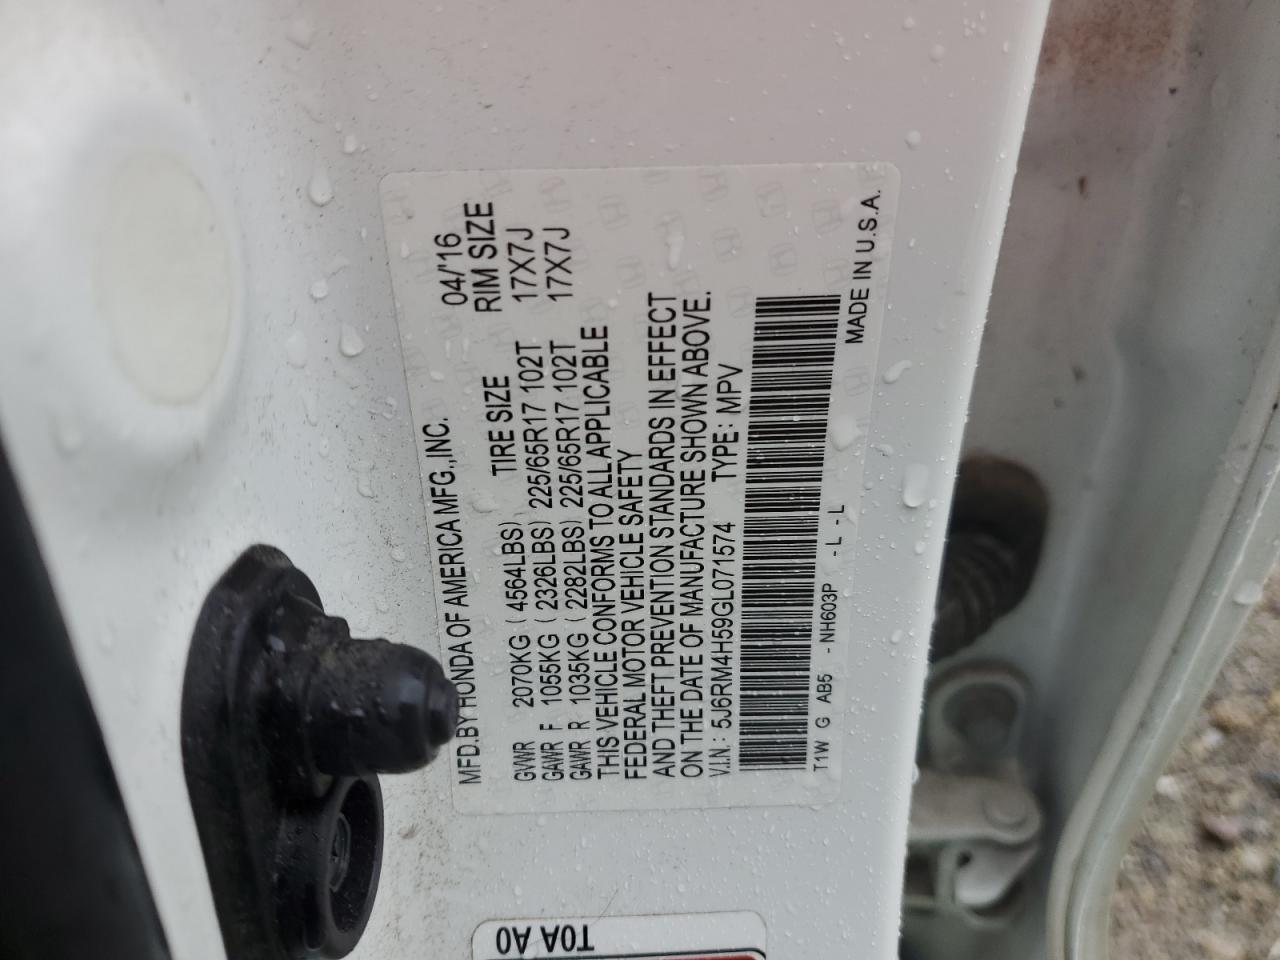 MFD.BY HONDA OF AMERICA MFG.,INC. 04/'16
TIRE SIZE RIM SIZE
GVWR 2070KG ( 4564LBS)
GAWR F 1055KG ( 2326LBS) 225/65R17 102T 17X7J
GAWR R 1035KG ( 2282LBS) 225/65R17 102T 17X7J
THIS VEHICLE CONFORMS TO ALL APPLICABLE
FEDERAL MOTOR VEHICLE SAFETY
AND THEFT PREVENTION STANDARDS IN EFFECT
ON THE DATE OF MANUFACTURE SHOWN ABOVE.
V.I.N.: 5J6RM4H59GL071574 TYPE: MPV
T1W G AB5 -NH603P -L -L
MADE IN U.S.A.
T0A A0